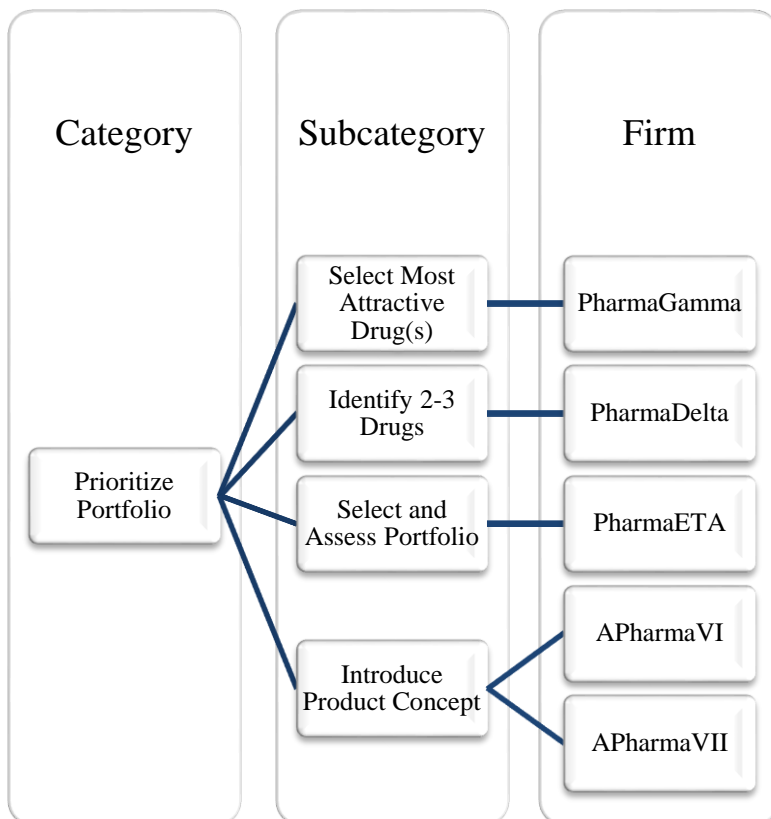 Category
Subcategory
Firm
Prioritize
Portfolio
Select Most
Attractive
Drug(s)
PharmaGamma
Identify 2-3
Drugs
PharmaDelta
Select and
Assess Portfolio
PharmaETA
Introduce
Product Concept
APharmaVI
APharmaVII